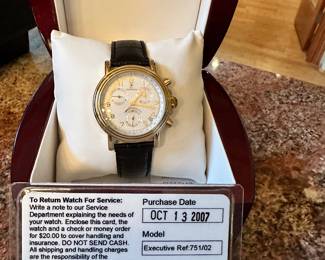 To Return Watch For Service:
Write a note to our Service
Department explaining the needs of
your watch. Enclose this card, the
watch and a check or money order
for $20.00 to cover handling and
insurance. DO NOT SEND CASH.
All shipping and handling charges
are the responsibility of the
Purchase Date
OCT 13 2007
Model
Executive Ref:751/02